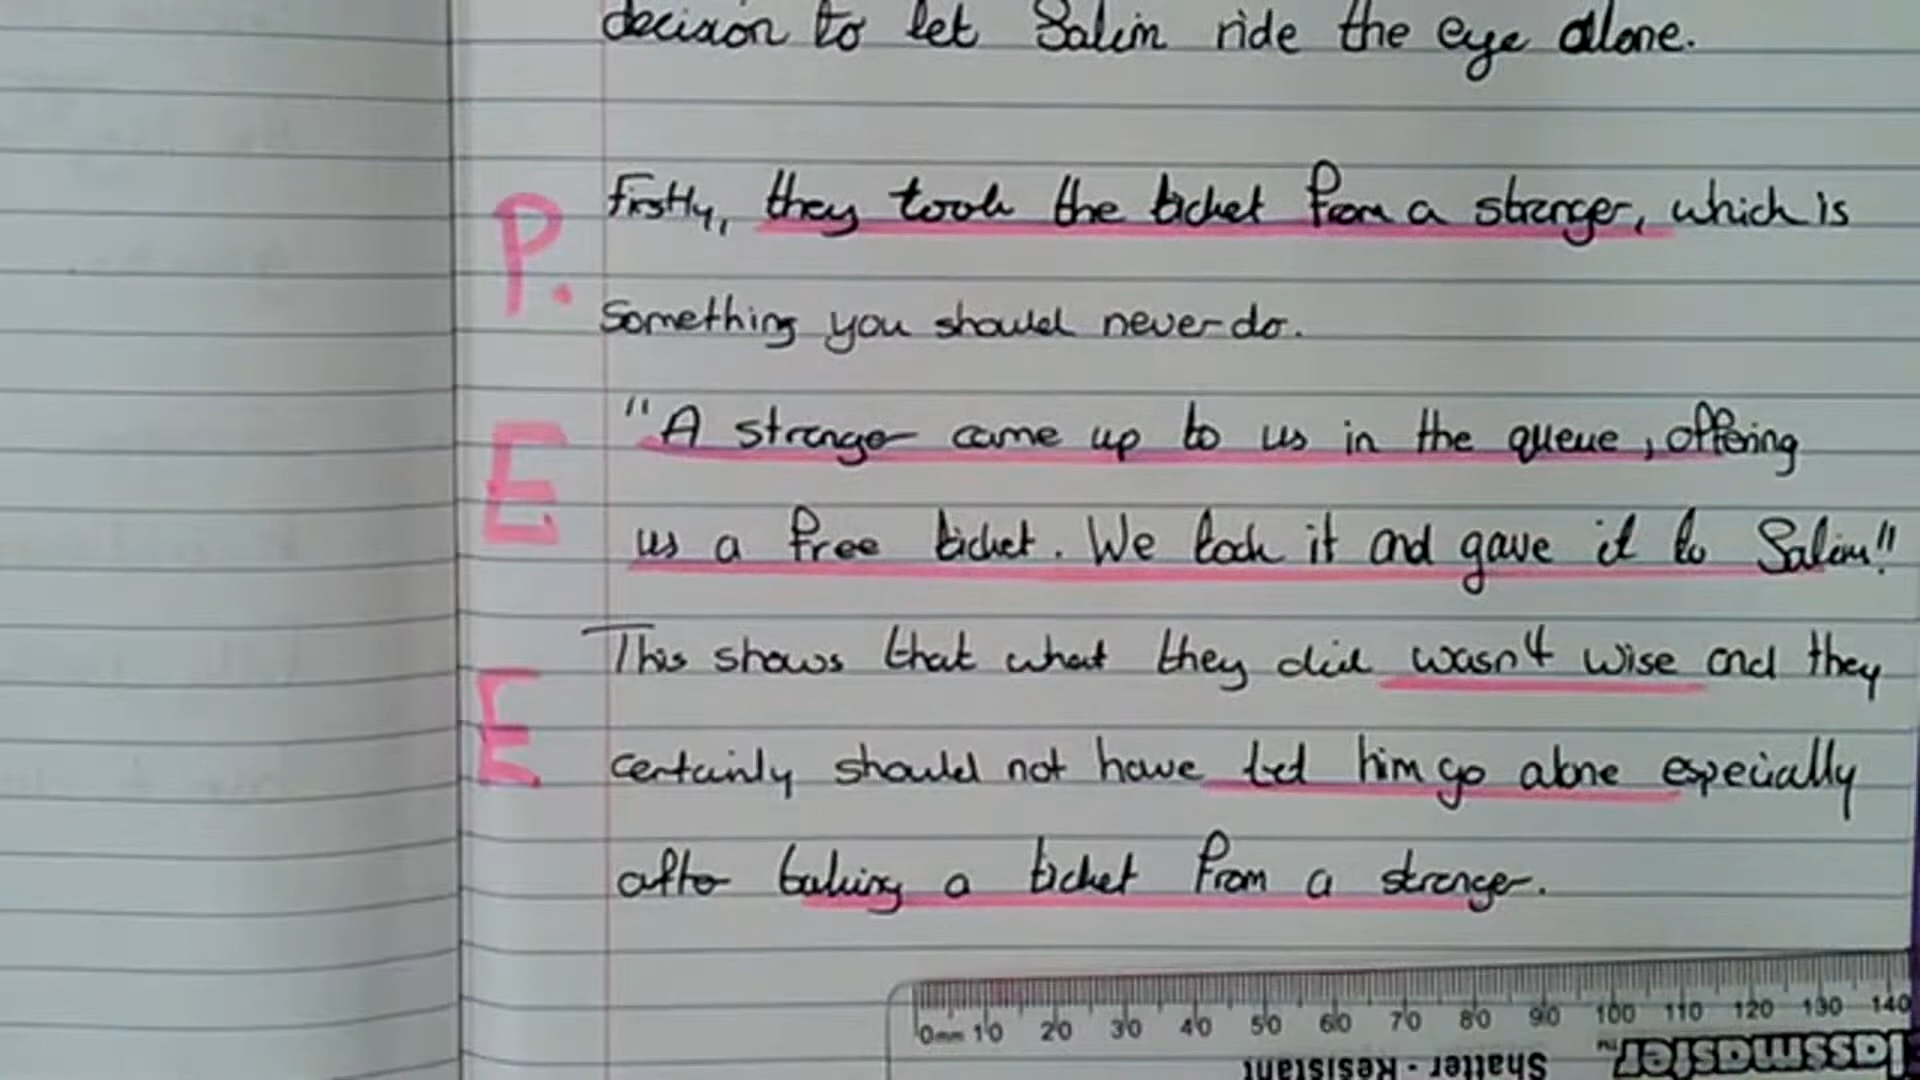 decision to let Salim ride the eye alone.
P. Firstly, they took the ticket from a stranger, which is
something you should never do.
E "A stranger came up to us in the queue, offering
us a free ticket. We took it and gave it to Salim!"
E This shows that what they did wasn't wise and they
certainly should not have let him go alone especially
after taking a ticket from a stranger.
0mm 10 20 30 40 50 60 70 80 90 100 110 120 130 140
Shatter - Resistant
lassmaster™